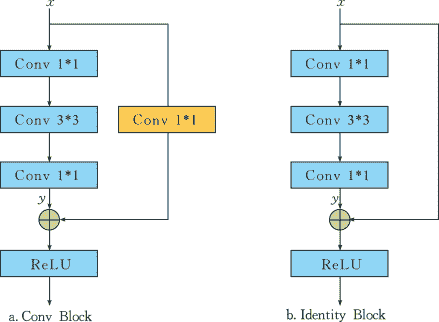 x
Conv 1*1
Conv 3*3
Conv 1*1
Conv 1*1
y
ReLU
a. Conv Block
x
Conv 1*1
Conv 3*3
Conv 1*1
y
ReLU
b. Identity Block